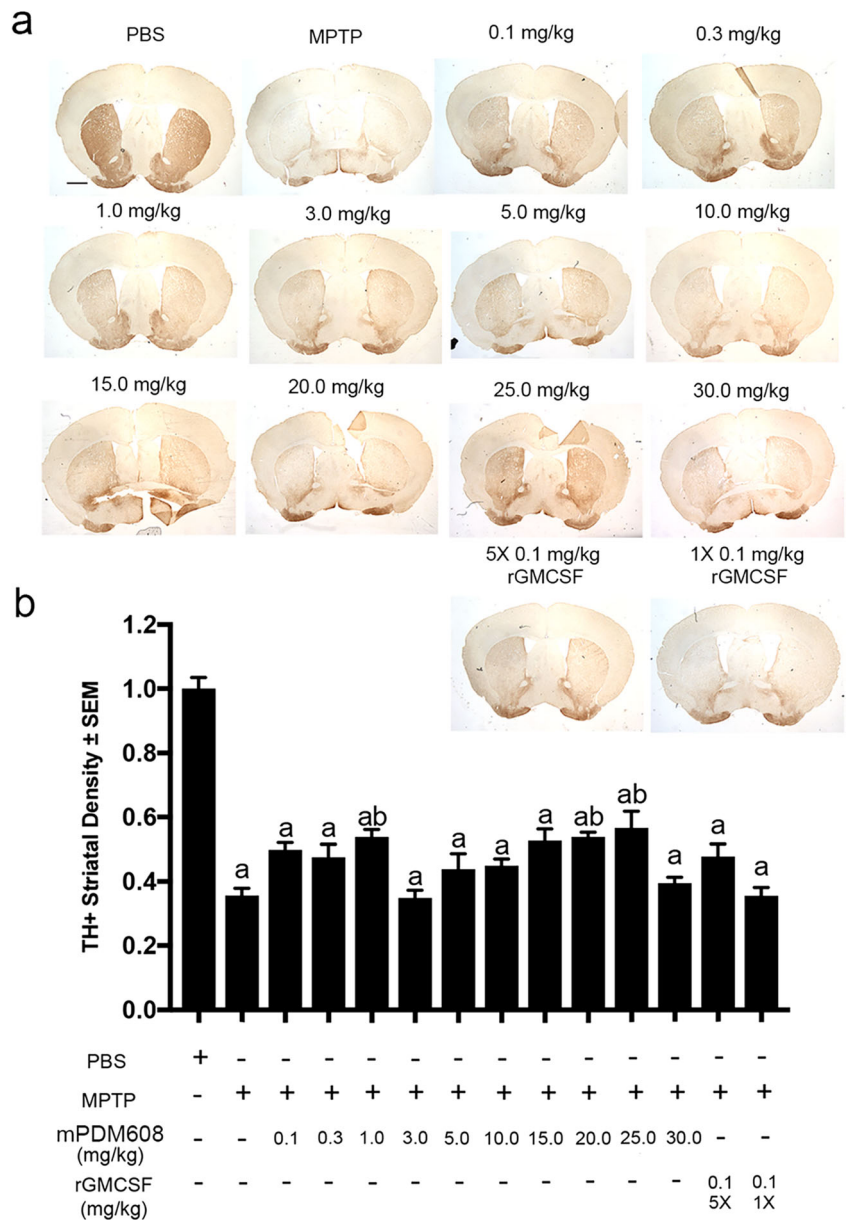 a
PBS MPTP 0.1 mg/kg 0.3 mg/kg
1.0 mg/kg 3.0 mg/kg 5.0 mg/kg 10.0 mg/kg
15.0 mg/kg 20.0 mg/kg 25.0 mg/kg 30.0 mg/kg
5X 0.1 mg/kg 1X 0.1 mg/kg
rGMCSF rGMCSF
b
TH+ Striatal Density ± SEM
1.2
1.0
0.8
0.6
0.4
0.2
0.0
a a a ab a a a a ab ab a a a
PBS + - - - - - - - - - - - - -
MPTP - + + + + + + + + + + + + +
mPDM608 - - 0.1 0.3 1.0 3.0 5.0 10.0 15.0 20.0 25.0 30.0 - -
(mg/kg)
rGMCSF - - - - - - - - - - - - 0.1 0.1
(mg/kg) 5X 1X